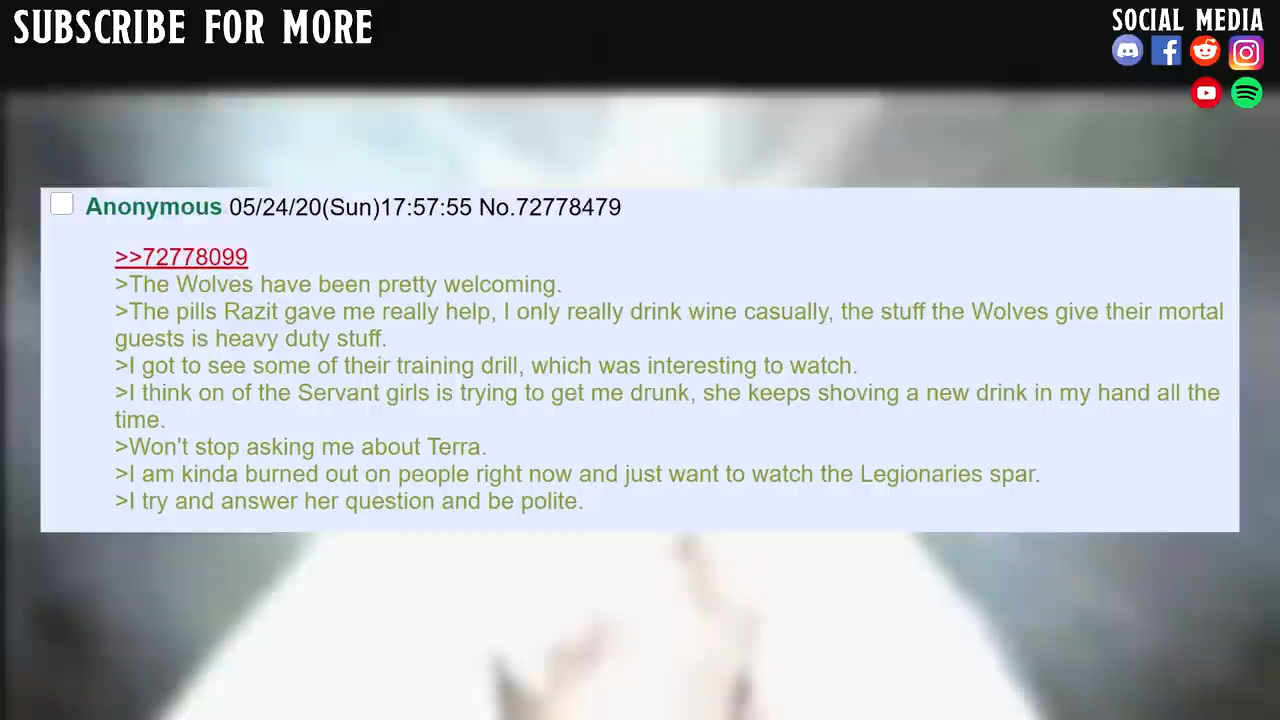 SUBSCRIBE FOR MORE
SOCIAL MEDIA
Anonymous 05/24/20(Sun)17:57:55 No.72778479
>>72778099
>The Wolves have been pretty welcoming.
>The pills Razit gave me really help, I only really drink wine casually, the stuff the Wolves give their mortal
guests is heavy duty stuff.
>I got to see some of their training drill, which was interesting to watch.
>I think on of the Servant girls is trying to get me drunk, she keeps shoving a new drink in my hand all the
time.
>Won't stop asking me about Terra.
>I am kinda burned out on people right now and just want to watch the Legionaries spar.
>I try and answer her question and be polite.